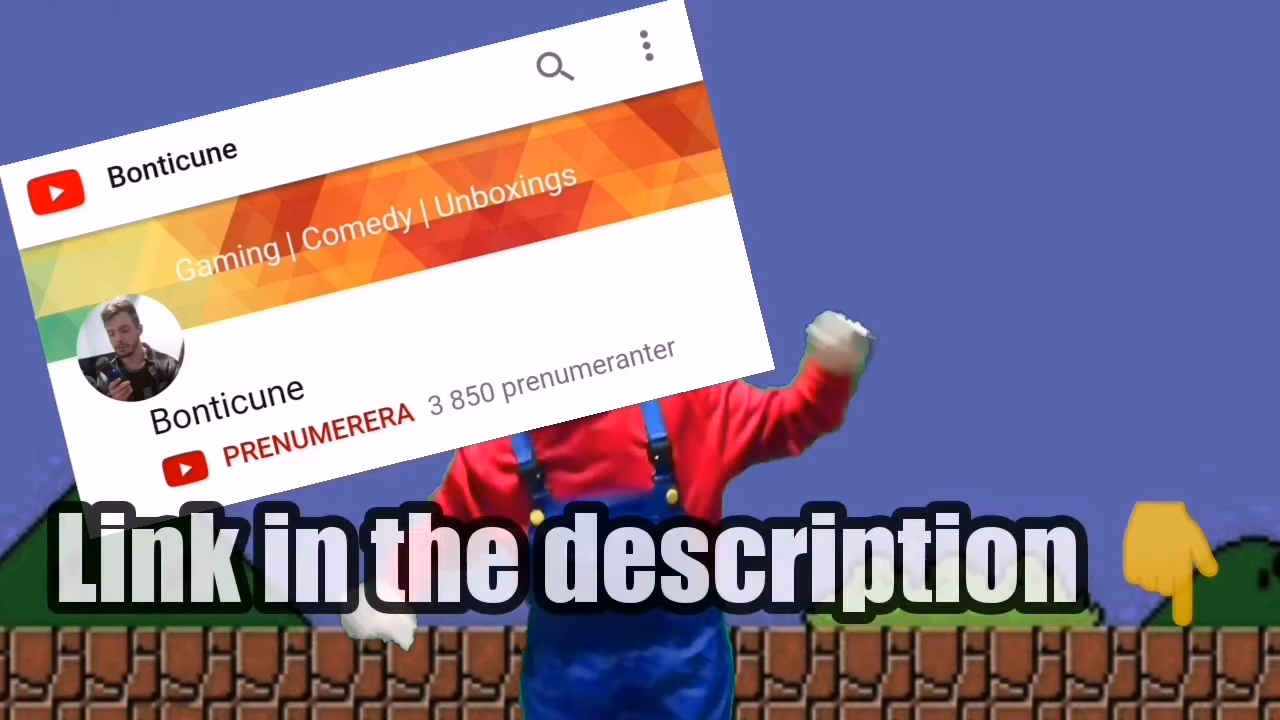 Bonticune
Gaming | Comedy | Unboxings
Bonticune
PRENUMERERA 3 850 prenumeranter
Link in the description